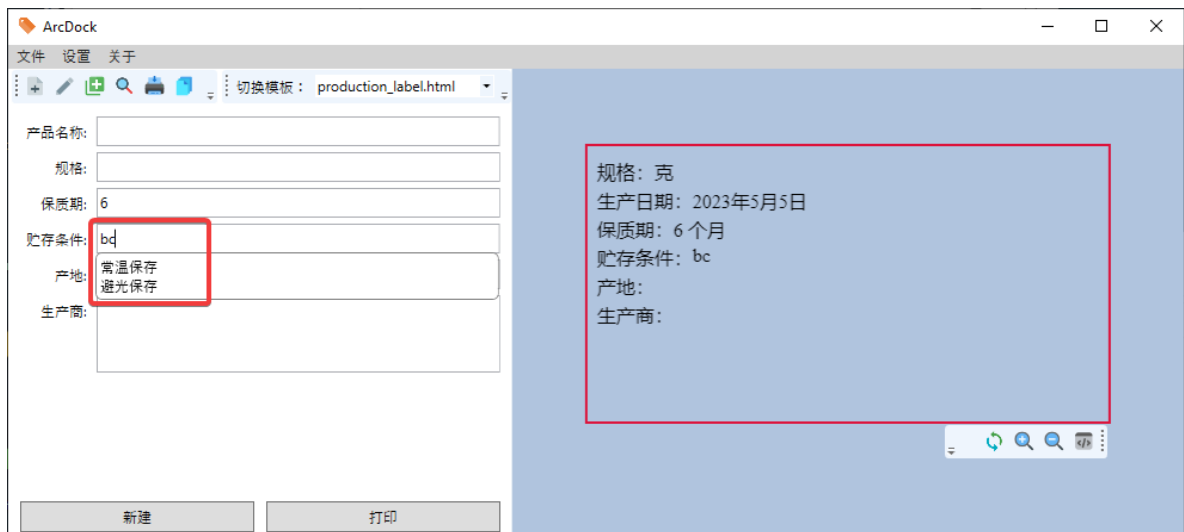 ArcDock
文件 设置 关于
切换模板： production_label.html
产品名称:
规格:
保质期: 6
贮存条件: bc
常温保存
避光保存
产地:
生产商:
新建 打印
规格：克
生产日期：2023年5月5日
保质期：6 个月
贮存条件：bc
产地：
生产商：